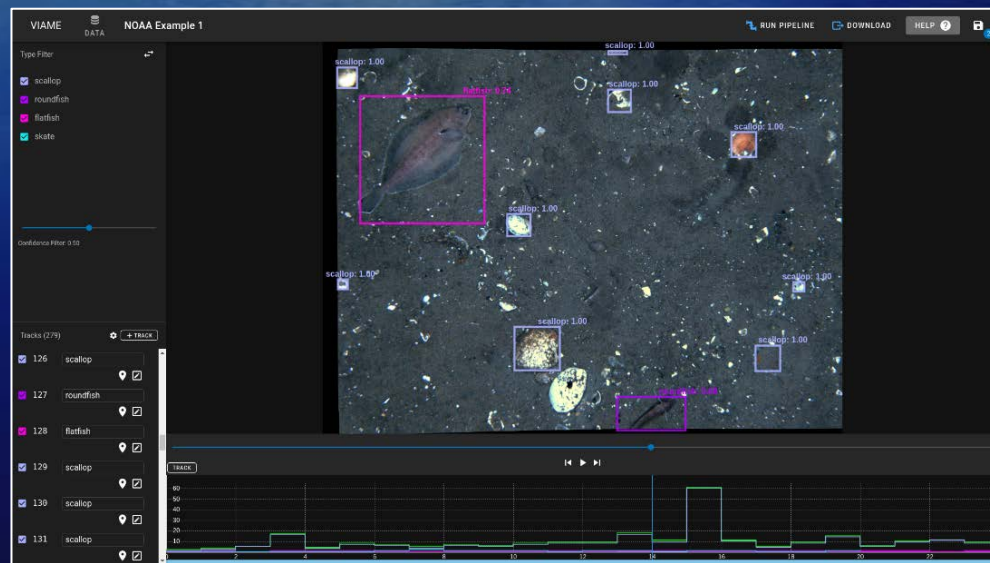 VIAME
DATA
NOAA Example 1
RUN PIPELINE
DOWNLOAD
HELP
Type Filter
scallop
roundfish
flatfish
skate
Confidence Filter: 0.50
Tracks (279)
+ TRACK
126 scallop
127 roundfish
128 flatfish
129 scallop
130 scallop
131 scallop
scallop: 1.00
scallop: 1.00
scallop: 1.00
scallop: 1.00
scallop: 1.00
scallop: 1.00
scallop: 1.00
scallop: 1.00
scallop: 1.00
TRACK
60
50
40
30
20
10
2 4 6 8 10 12 14 16 18 20 22